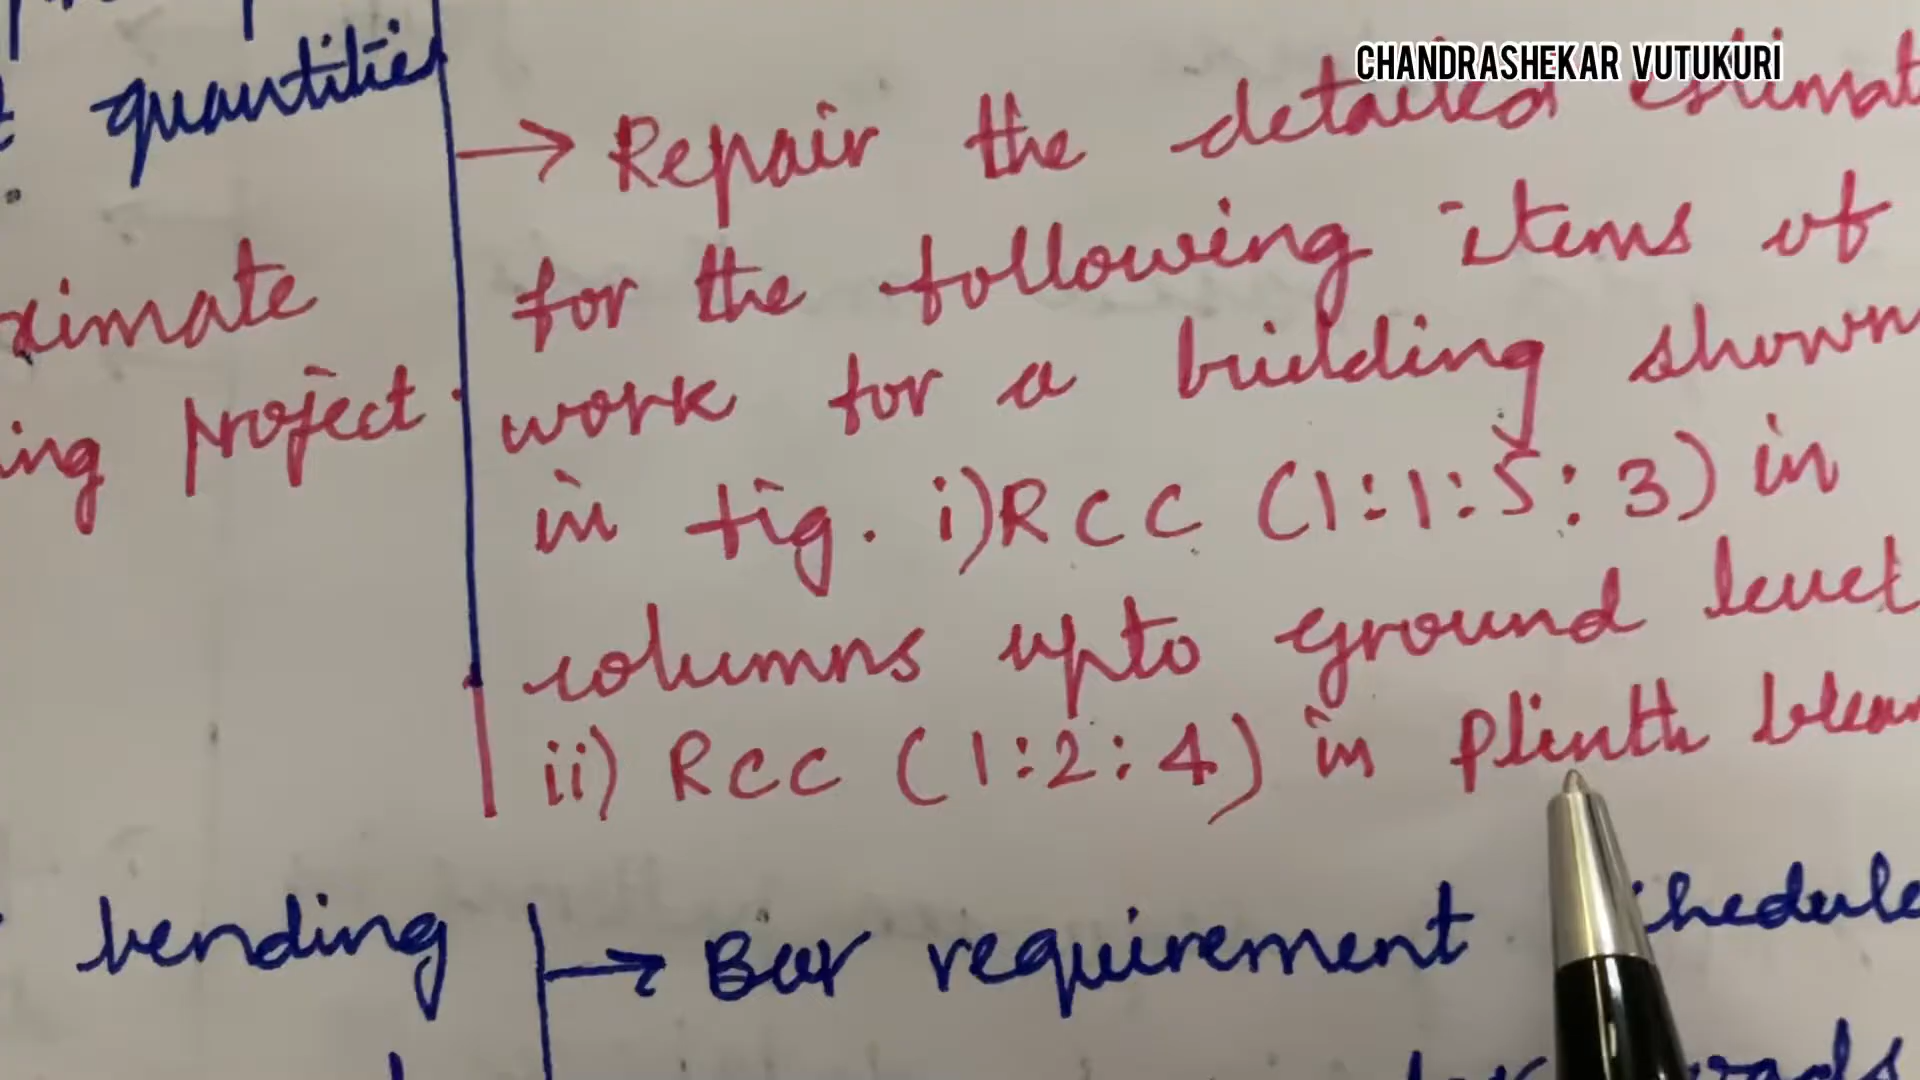 CHANDRASHEKAR VUTUKURI
quantities
→ Repair the detailed estimat
for the following items of
ximate
work for a building shown
ing project.
in fig. i) RCC (1:1:5:3) in
columns upto ground level
ii) RCC (1:2:4) in Plinth beam
bending
→ Bar requirement schedule